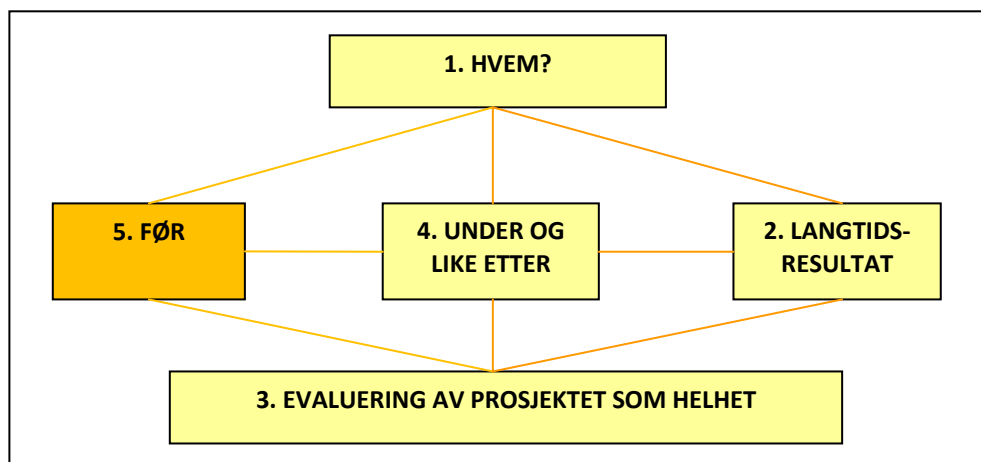 1. HVEM?
5. FØR
4. UNDER OG
LIKE ETTER
2. LANGTIDS-
RESULTAT
3. EVALUERING AV PROSJEKTET SOM HELHET